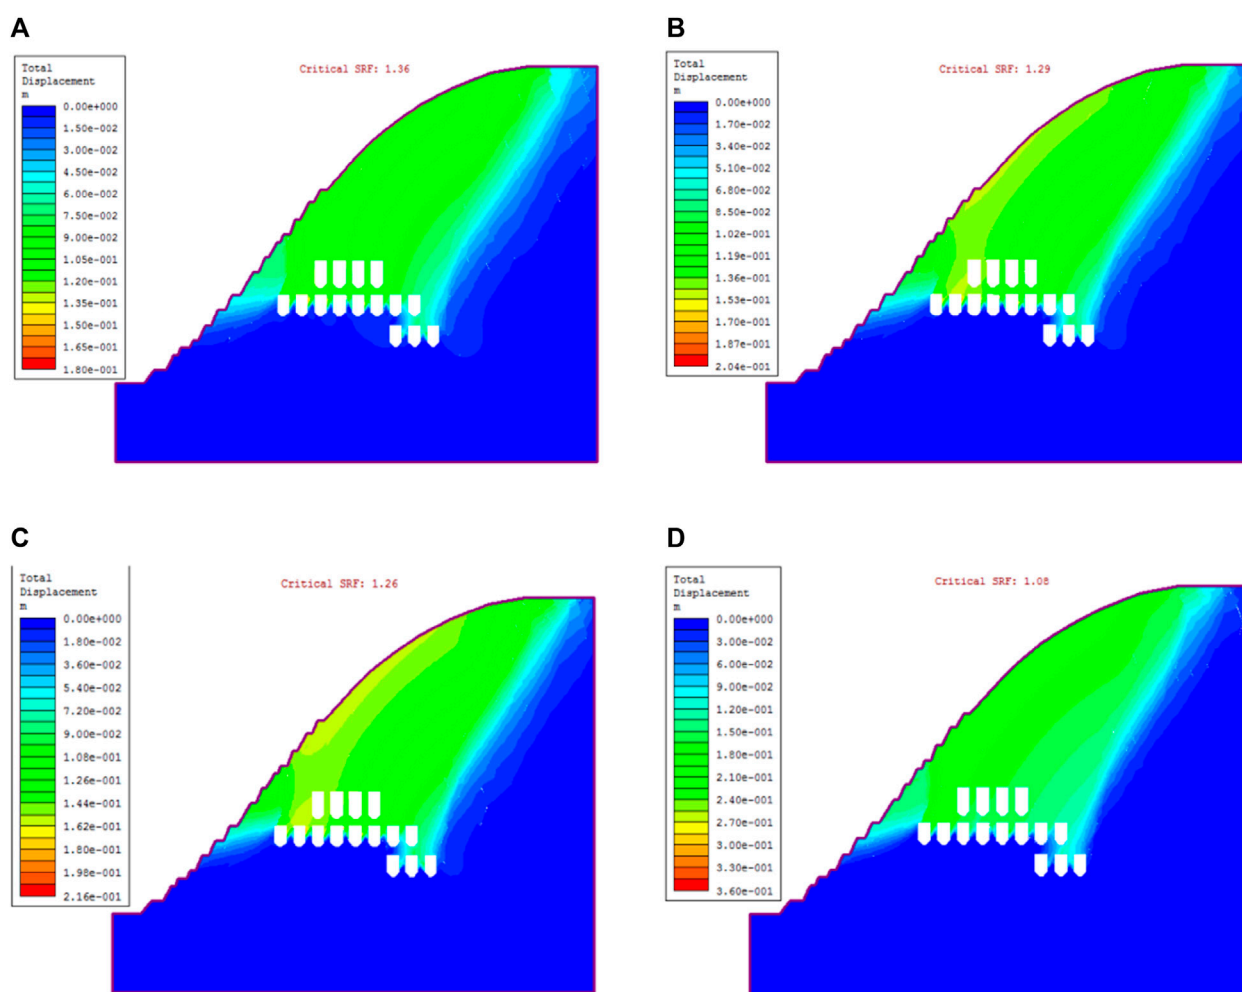 A
Total
Displacement
m
0.00e+000
1.50e-002
3.00e-002
4.50e-002
6.00e-002
7.50e-002
9.00e-002
1.05e-001
1.20e-001
1.35e-001
1.50e-001
1.65e-001
1.80e-001
Critical SRF: 1.36
B
Total
Displacement
m
0.00e+000
1.70e-002
3.40e-002
5.10e-002
6.80e-002
8.50e-002
1.02e-001
1.19e-001
1.36e-001
1.53e-001
1.70e-001
1.87e-001
2.04e-001
Critical SRF: 1.29
C
Total
Displacement
m
0.00e+000
1.80e-002
3.60e-002
5.40e-002
7.20e-002
9.00e-002
1.08e-001
1.26e-001
1.44e-001
1.62e-001
1.80e-001
1.98e-001
2.16e-001
Critical SRF: 1.26
D
Total
Displacement
m
0.00e+000
3.00e-002
6.00e-002
9.00e-002
1.20e-001
1.50e-001
1.80e-001
2.10e-001
2.40e-001
2.70e-001
3.00e-001
3.30e-001
3.60e-001
Critical SRF: 1.08